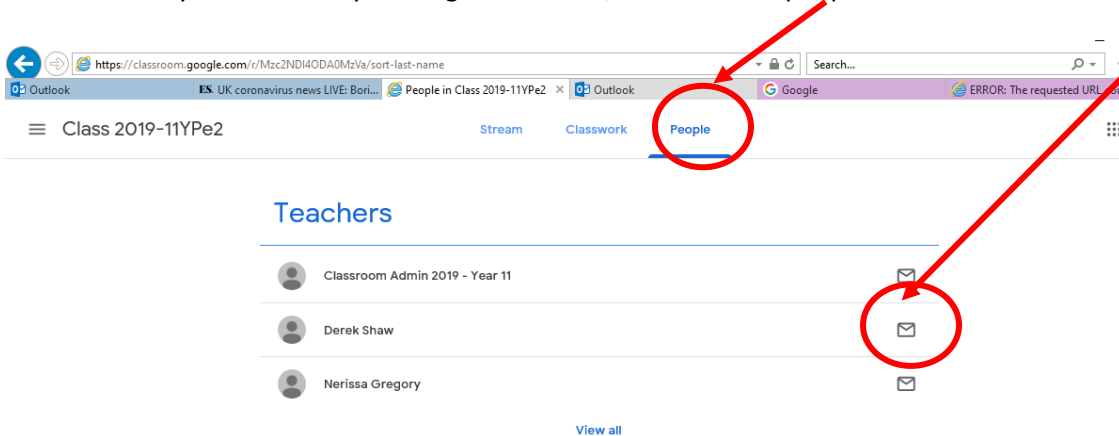 https://classroom.google.com/r/Mzc2NDI4ODA0MzVa/sort-last-name
Search...
Outlook
ES. UK coronavirus news LIVE: Bori...
People in Class 2019-11YPe2
Outlook
Google
ERROR: The requested URL
Class 2019-11YPe2
Stream
Classwork
People
Teachers
Classroom Admin 2019 - Year 11
Derek Shaw
Nerissa Gregory
View all